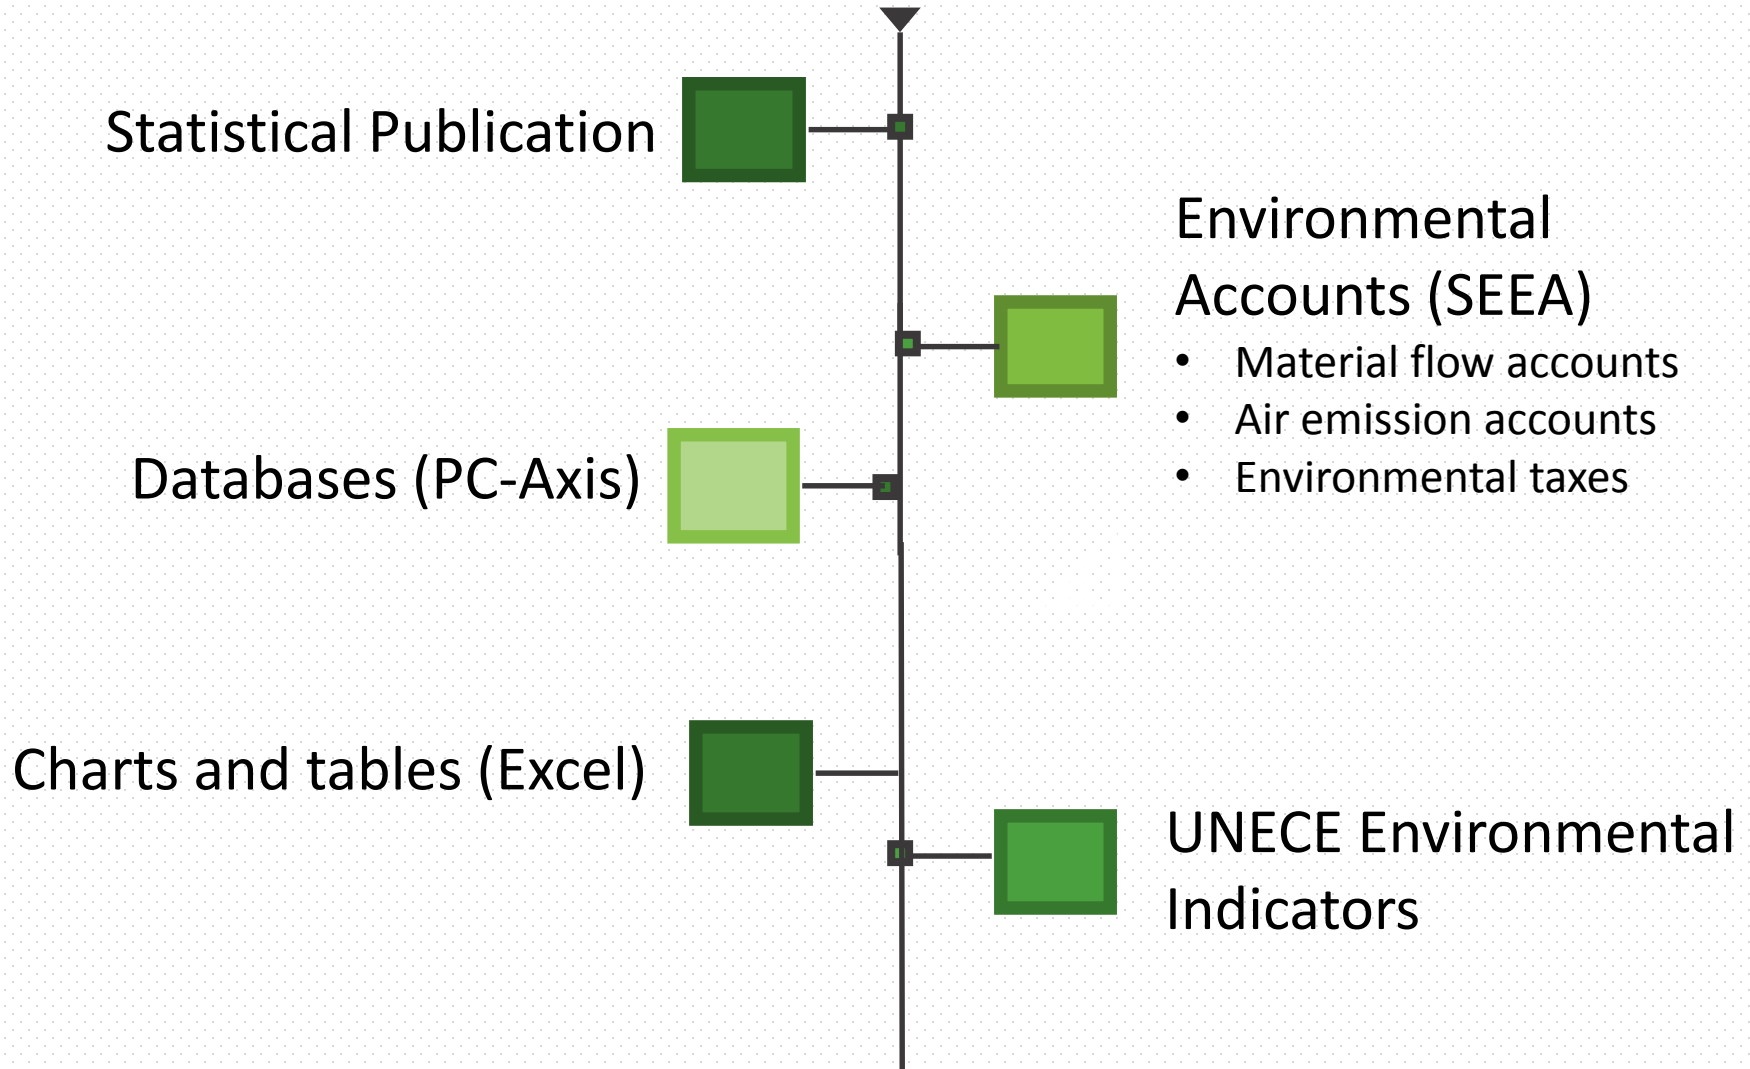 Statistical Publication
Environmental
Accounts (SEEA)
• Material flow accounts
• Air emission accounts
• Environmental taxes
Databases (PC-Axis)
Charts and tables (Excel)
UNECE Environmental
Indicators